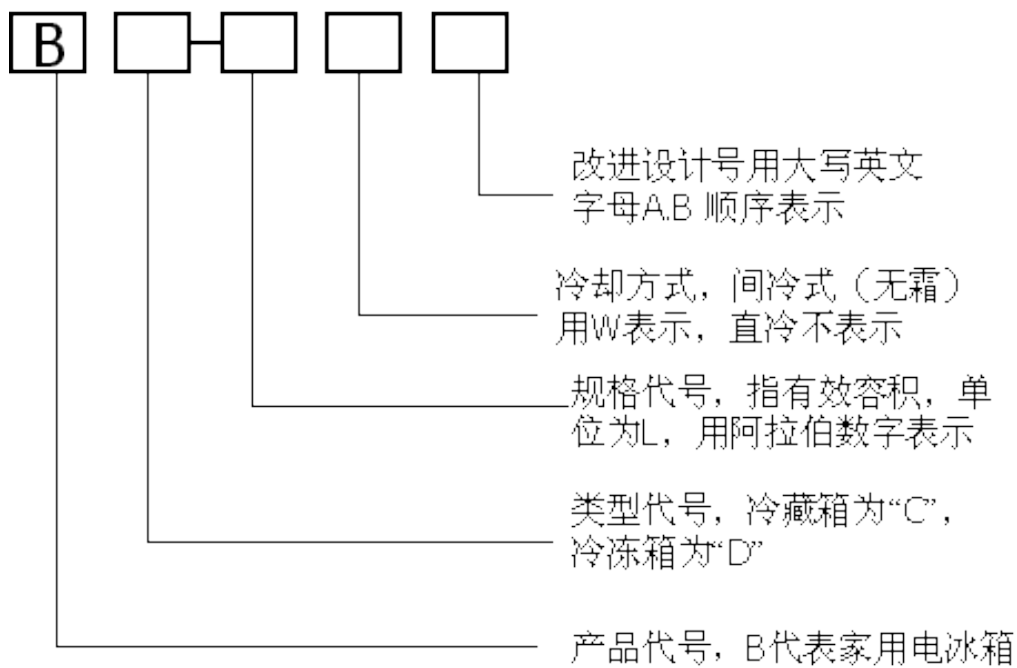 B
改进设计号用大写英文
字母A.B 顺序表示
冷却方式，间冷式（无霜）
用W表示，直冷不表示
规格代号，指有效容积，单
位为L，用阿拉伯数字表示
类型代号，冷藏箱为“C”，
冷冻箱为“D”
产品代号，B代表家用电冰箱